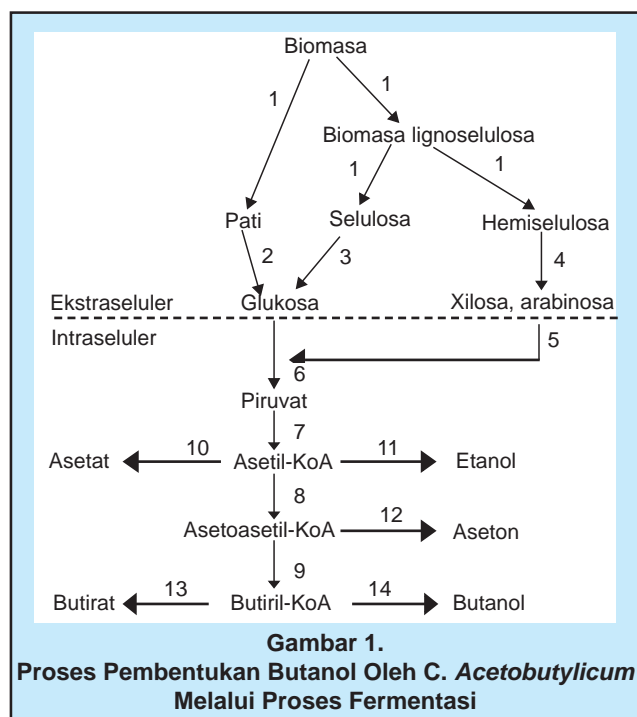 Biomasa
1 1
Biomasa lignoselulosa
1 1
Pati Selulosa Hemiselulosa
2 3 4
Ekstraseluler Glukosa Xilosa, arabinosa
Intraseluler 5
6
Piruvat
7
Asetat 10 Asetil-KoA 11 Etanol
8
Asetoasetil-KoA 12 Aseton
9
Butirat 13 Butiril-KoA 14 Butanol
Gambar 1.
Proses Pembentukan Butanol Oleh C. Acetobutylicum
Melalui Proses Fermentasi